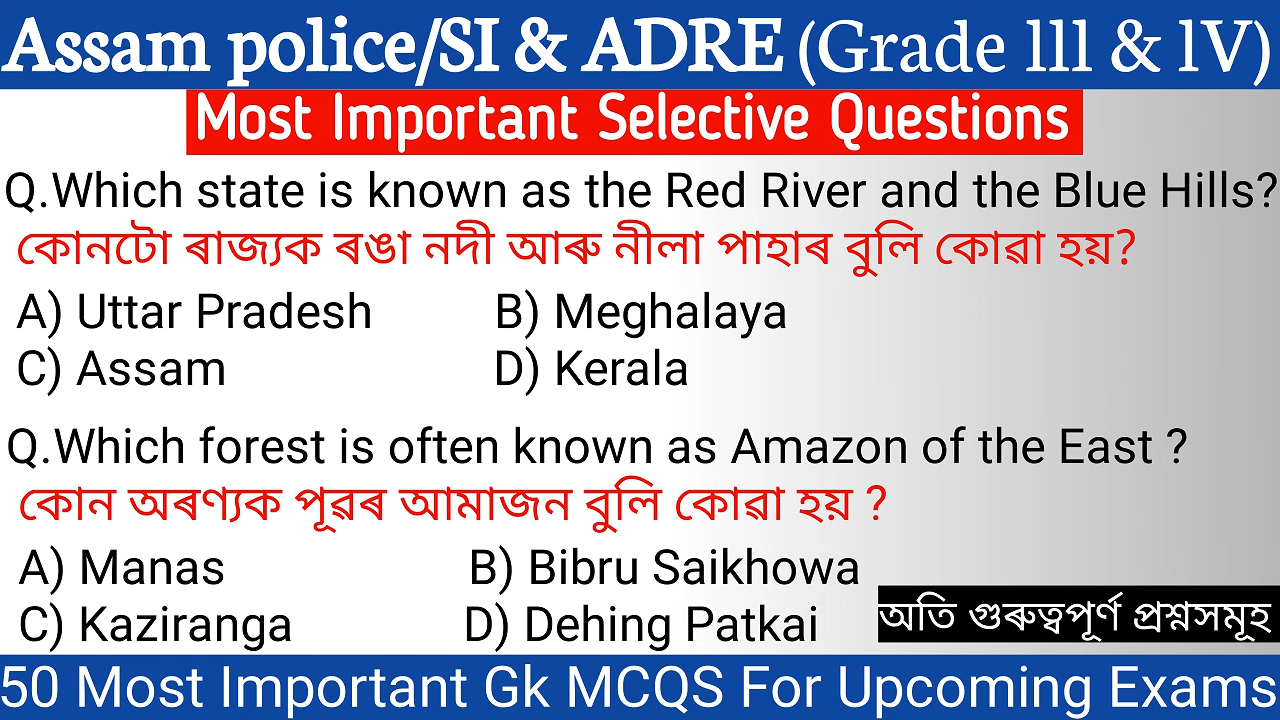 Assam police/SI & ADRE (Grade lll & lV)
Most Important Selective Questions
Q.Which state is known as the Red River and the Blue Hills?
কোনটো ৰাজ্যক ৰঙা নদী আৰু নীলা পাহাৰ বুলি কোৱা হয়?
A) Uttar Pradesh B) Meghalaya
C) Assam D) Kerala
Q.Which forest is often known as Amazon of the East ?
কোন অৰণ্যক পূৱৰ আমাজন বুলি কোৱা হয় ?
A) Manas B) Bibru Saikhowa
C) Kaziranga D) Dehing Patkai
অতি গুৰুত্বপূৰ্ণ প্ৰশ্নসমূহ
50 Most Important Gk MCQS For Upcoming Exams